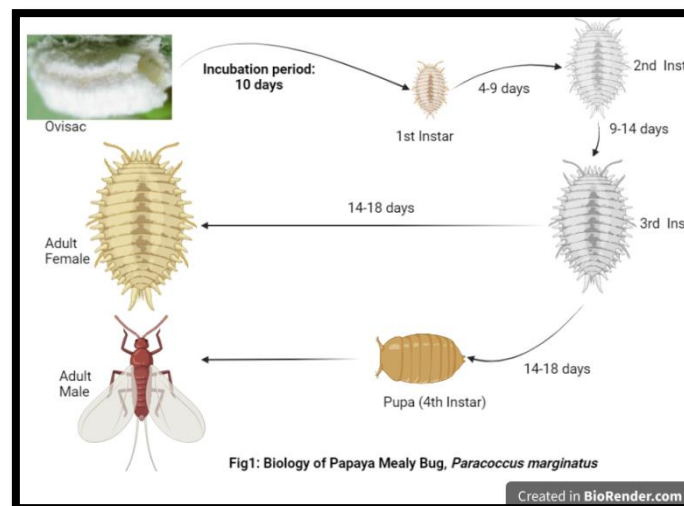 Incubation period:
10 days
Ovisac
1st Instar
4-9 days
2nd Inst
9-14 days
3rd Ins
14-18 days
Adult
Female
14-18 days
Pupa (4th Instar)
Adult
Male
Fig1: Biology of Papaya Mealy Bug, Paracoccus marginatus
Created in BioRender.com